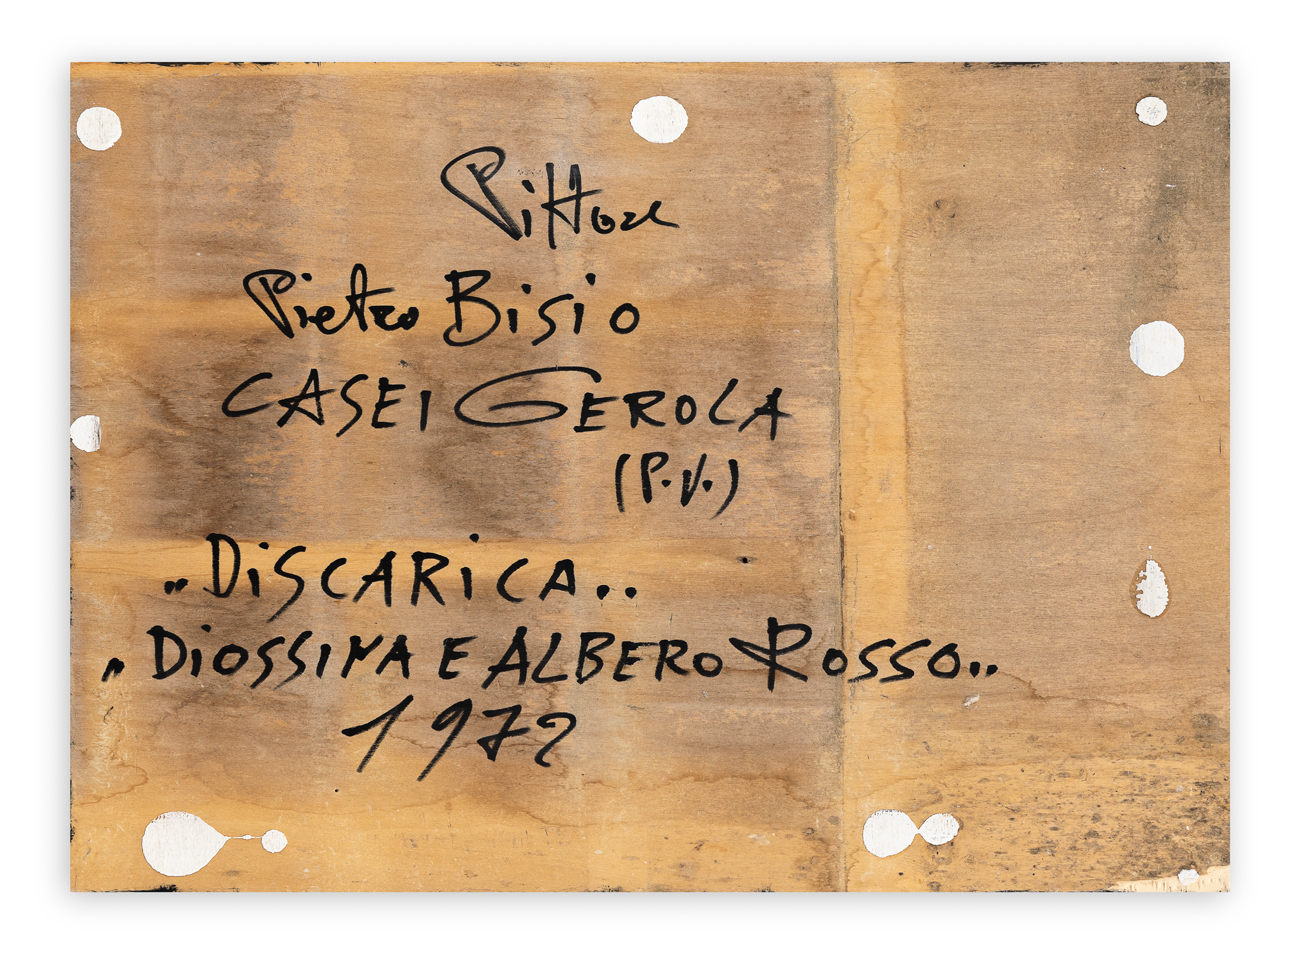 Pittore
Pietro Bisio
CASEI GEROLA
(P.V.)
„DiSCARiCA..
„DiOSSiNA E ALBERO ROSSO..
1972